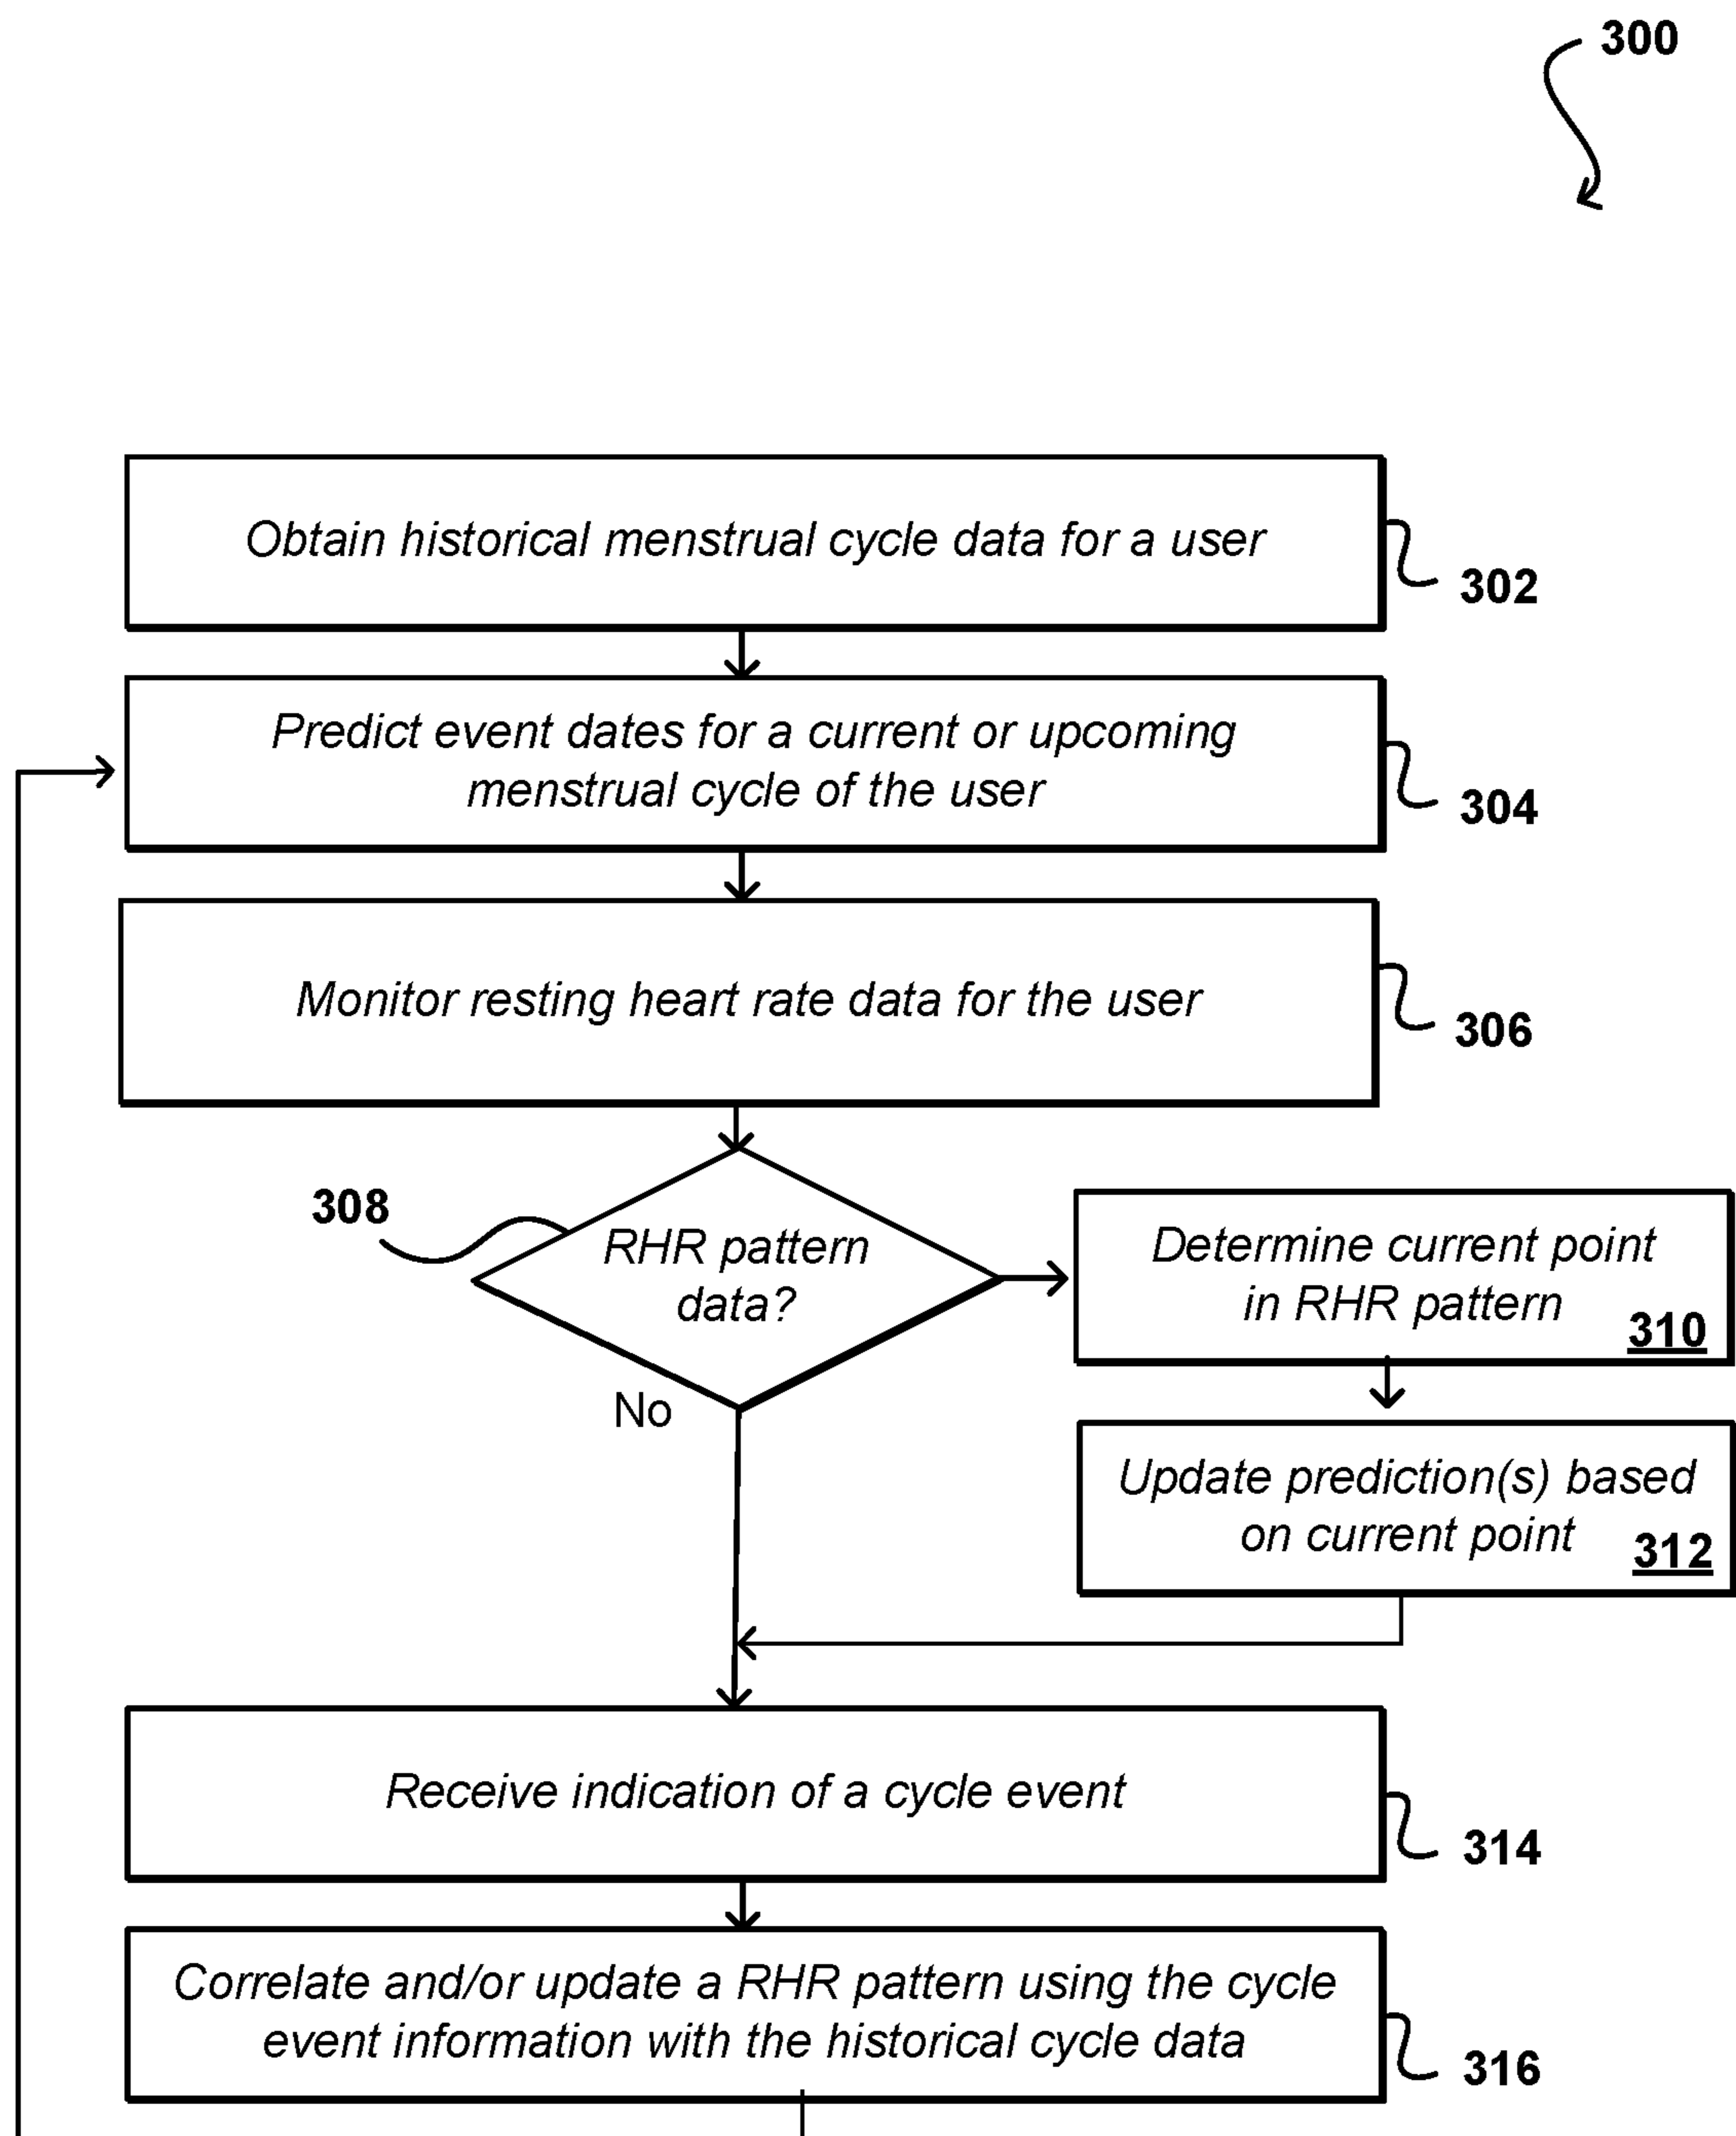 300
Obtain historical menstrual cycle data for a user
302
Predict event dates for a current or upcoming
menstrual cycle of the user
304
Monitor resting heart rate data for the user
306
308
RHR pattern
data?
No
Determine current point
in RHR pattern
310
Update prediction(s) based
on current point
312
Receive indication of a cycle event
314
Correlate and/or update a RHR pattern using the cycle
event information with the historical cycle data
316